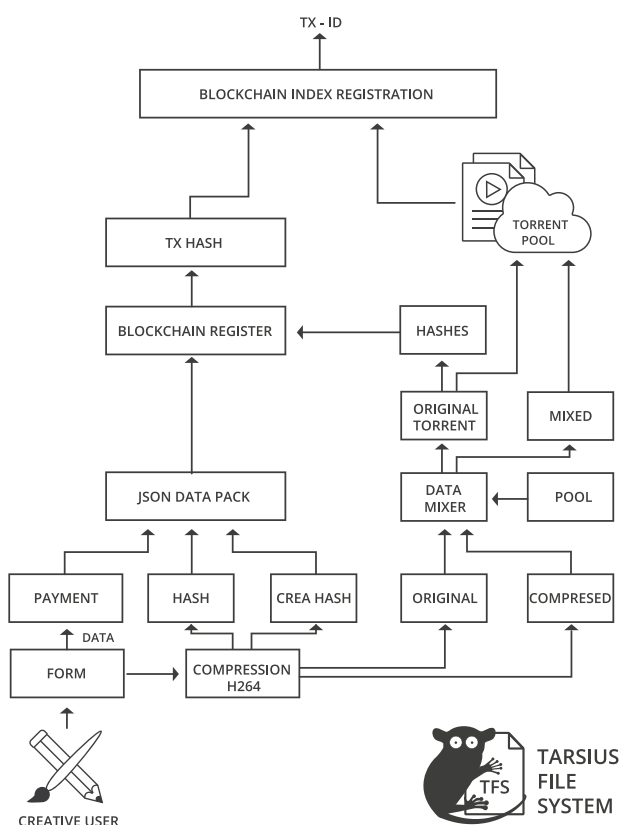 TX - ID
BLOCKCHAIN INDEX REGISTRATION
TORRENT
POOL
TX HASH
BLOCKCHAIN REGISTER
HASHES
ORIGINAL
TORRENT
MIXED
JSON DATA PACK
DATA
MIXER
POOL
PAYMENT
HASH
CREA HASH
ORIGINAL
COMPRESED
DATA
FORM
COMPRESSION
H264
CREATIVE USER
TFS
TARSIUS
FILE
SYSTEM